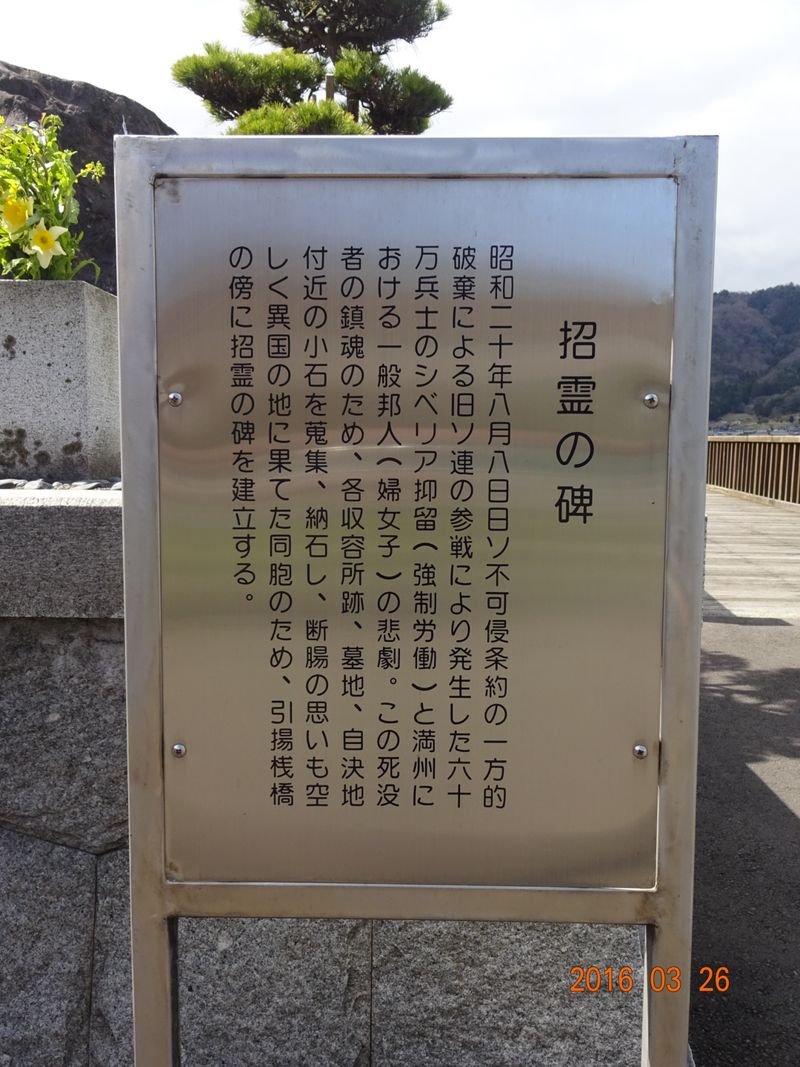 招霊の碑
昭和二十年八月八日日ソ不可侵条約の一方的
破棄による旧ソ連の参戦により発生した六十
万兵士のシベリア抑留（強制労働）と満州に
おける一般邦人（婦女子）の悲劇。この死没
者の鎮魂のため、各収容所跡、墓地、自決地
付近の小石を蒐集、納石し、断腸の思いも空
しく異国の地に果てた同胞のため、引揚桟橋
の傍に招霊の碑を建立する。
2016 03 26